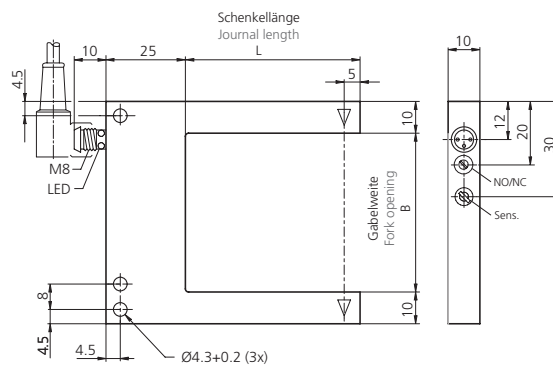 Schenkellänge
Journal length
10
25
L
10
4.5
5
10
12
20
30
M8
LED
Gabelweite
Fork opening
B
NO/NC
Sens.
8
4.5
10
4.5
Ø4.3+0.2 (3x)